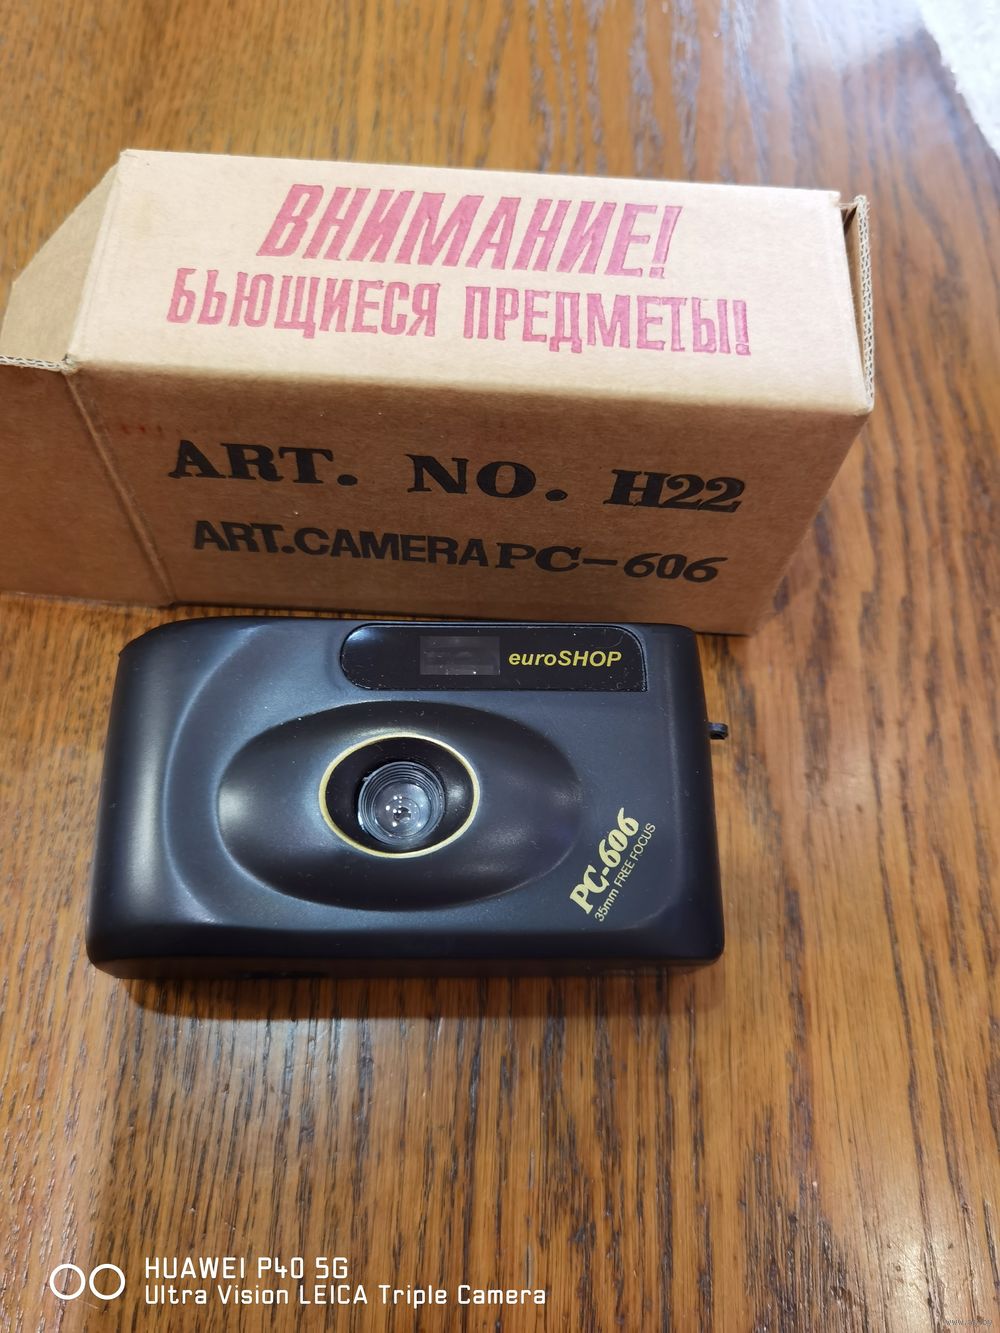 ВНИМАНИЕ!
БЬЮЩИЕСЯ ПРЕДМЕТЫ!
ART. NO. H22
ART.CAMERA PC-606
euroSHOP
PC-606
35mm FREE FOCUS
HUAWEI P40 5G
Ultra Vision LEICA Triple Camera